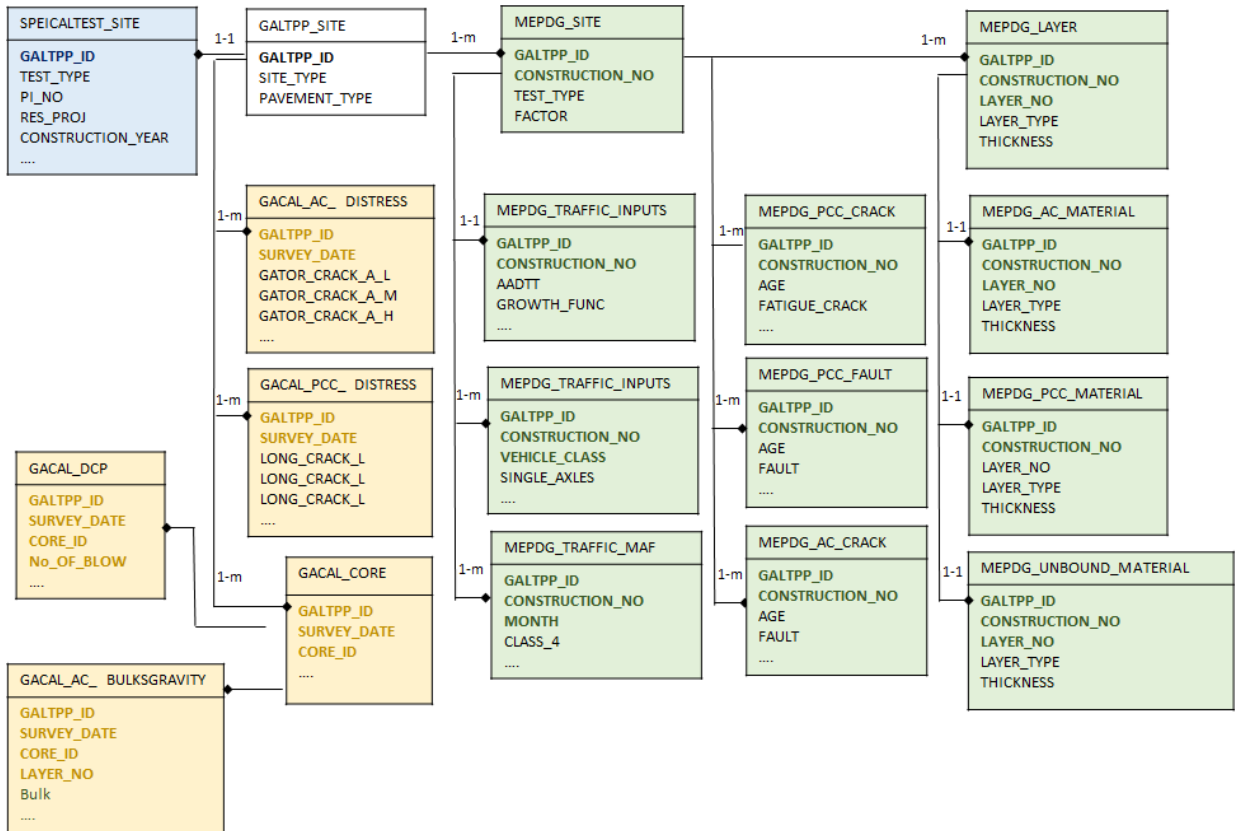 SPEICALTEST_SITE
GALTPP_ID
TEST_TYPE
PI_NO
RES_PROJ
CONSTRUCTION_YEAR
....
1-1
GALTPP_SITE
GALTPP_ID
SITE_TYPE
PAVEMENT_TYPE
1-m
MEPDG_SITE
GALTPP_ID
CONSTRUCTION_NO
TEST_TYPE
FACTOR
1-m
MEPDG_LAYER
GALTPP_ID
CONSTRUCTION_NO
LAYER_NO
LAYER_TYPE
THICKNESS
1-m
GACAL_AC_ DISTRESS
GALTPP_ID
SURVEY_DATE
GATOR_CRACK_A_L
GATOR_CRACK_A_M
GATOR_CRACK_A_H
....
1-1
MEPDG_TRAFFIC_INPUTS
GALTPP_ID
CONSTRUCTION_NO
AADTT
GROWTH_FUNC
....
1-m
MEPDG_PCC_CRACK
GALTPP_ID
CONSTRUCTION_NO
AGE
FATIGUE_CRACK
....
1-1
MEPDG_AC_MATERIAL
GALTPP_ID
CONSTRUCTION_NO
LAYER_NO
LAYER_TYPE
THICKNESS
1-m
GACAL_PCC_ DISTRESS
GALTPP_ID
SURVEY_DATE
LONG_CRACK_L
LONG_CRACK_L
LONG_CRACK_L
....
1-m
MEPDG_TRAFFIC_INPUTS
GALTPP_ID
CONSTRUCTION_NO
VEHICLE_CLASS
SINGLE_AXLES
....
1-m
MEPDG_PCC_FAULT
GALTPP_ID
CONSTRUCTION_NO
AGE
FAULT
....
1-1
MEPDG_PCC_MATERIAL
GALTPP_ID
CONSTRUCTION_NO
LAYER_NO
LAYER_TYPE
THICKNESS
GACAL_DCP
GALTPP_ID
SURVEY_DATE
CORE_ID
No_OF_BLOW
....
1-m
GACAL_CORE
GALTPP_ID
SURVEY_DATE
CORE_ID
....
1-m
MEPDG_TRAFFIC_MAF
GALTPP_ID
CONSTRUCTION_NO
MONTH
CLASS_4
....
1-m
MEPDG_AC_CRACK
GALTPP_ID
CONSTRUCTION_NO
AGE
FAULT
....
1-1
MEPDG_UNBOUND_MATERIAL
GALTPP_ID
CONSTRUCTION_NO
LAYER_NO
LAYER_TYPE
THICKNESS
GACAL_AC_ BULKSGRAVITY
GALTPP_ID
SURVEY_DATE
CORE_ID
LAYER_NO
Bulk
....